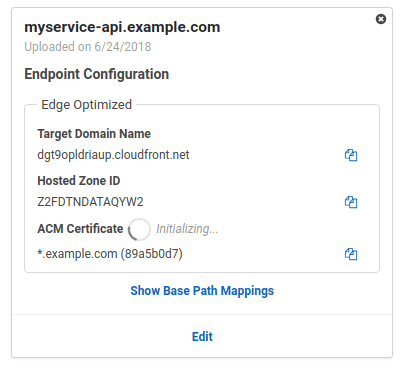 myservice-api.example.com
Uploaded on 6/24/2018
Endpoint Configuration
Edge Optimized
Target Domain Name
dgt9opldriaup.cloudfront.net
Hosted Zone ID
Z2FDTNDATAQYW2
ACM Certificate Initializing...
*.example.com (89a5b0d7)
Show Base Path Mappings
Edit